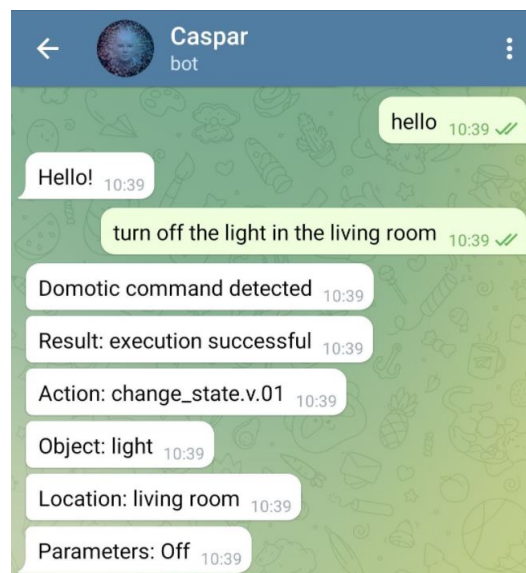 Caspar
bot
hello 10:39
Hello! 10:39
turn off the light in the living room 10:39
Domotic command detected 10:39
Result: execution successful 10:39
Action: change_state.v.01 10:39
Object: light 10:39
Location: living room 10:39
Parameters: Off 10:39